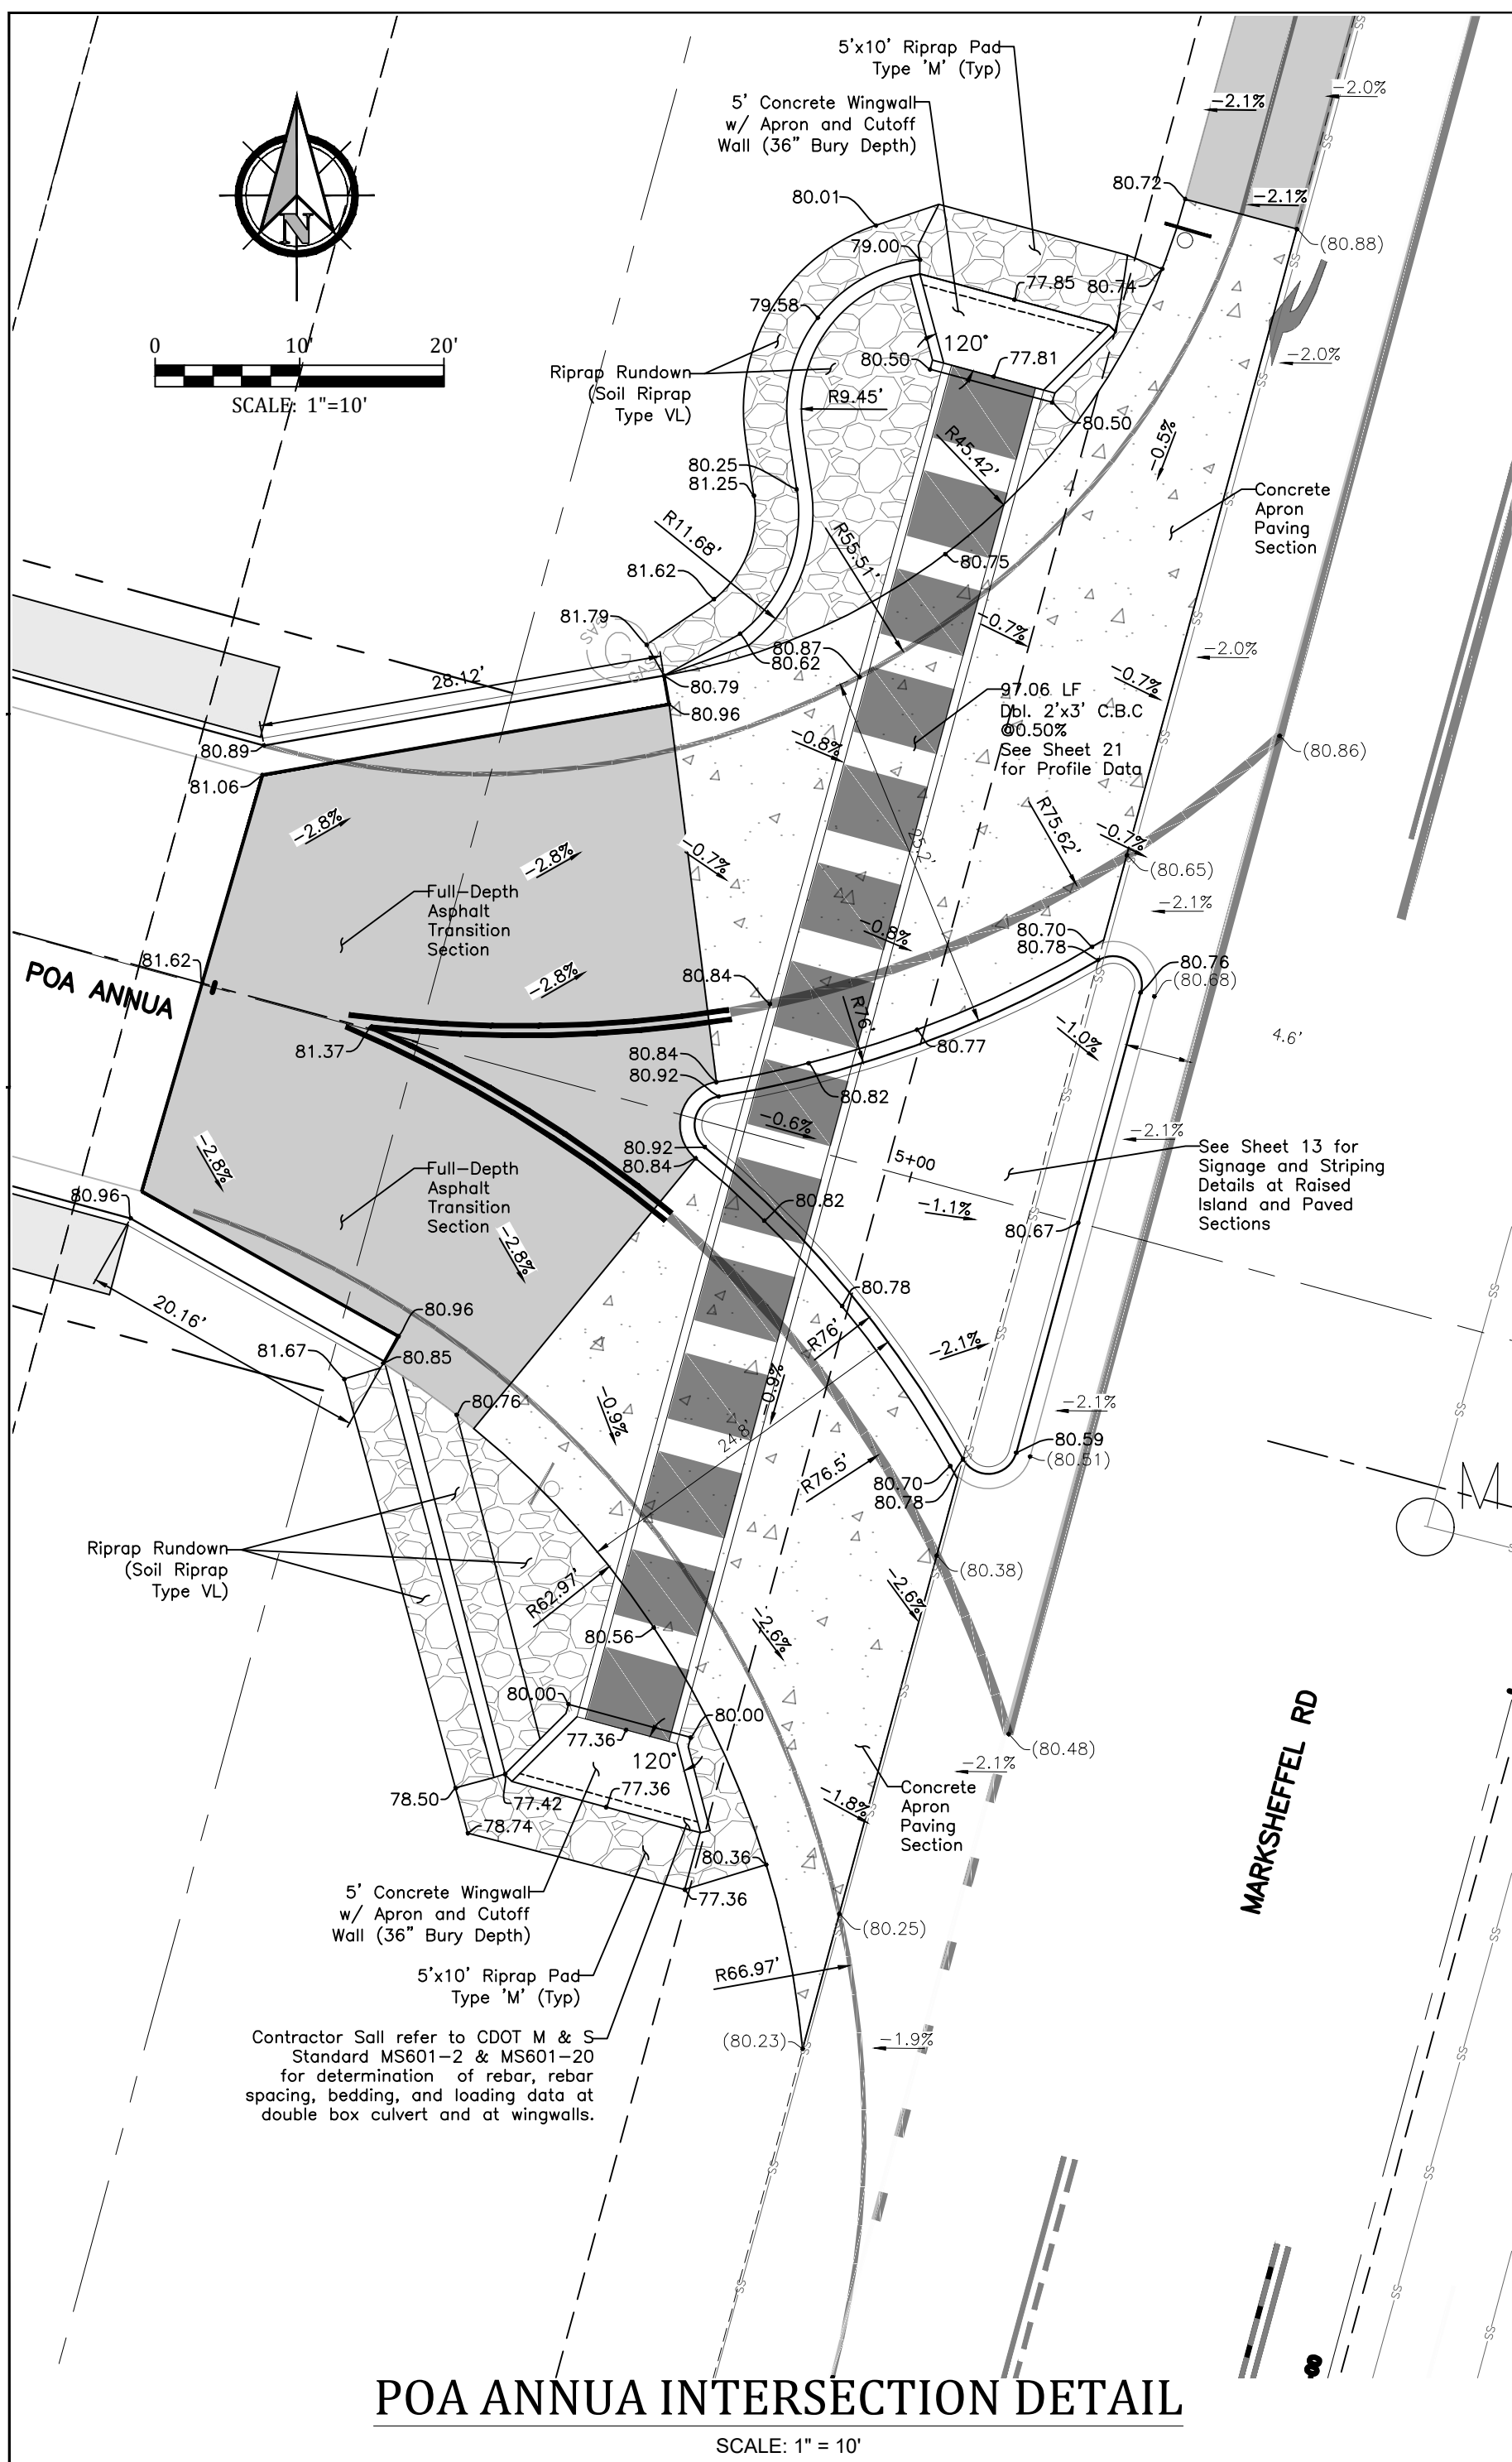 5'x10' Riprap Pad
Type 'M' (Typ)
5' Concrete Wingwall
w/ Apron and Cutoff
Wall (36" Bury Depth)
-2.1%
-2.0%
80.72
-2.1%
(80.88)
80.01
79.00
N
77.85
80.74
79.58
0 10' 20'
SCALE: 1"=10'
120°
80.50
77.81
-2.0%
Riprap Rundown
(Soil Riprap
Type VL)
R9.45'
80.50
R45.42'
-0.5%
80.25
81.25
Concrete
Apron
Paving
Section
R11.68'
R55.51'
80.75
81.62
81.79
GAS
G
GAS
-0.7%
80.87
80.62
-2.0%
28.12'
80.79
80.96
-0.7%
97.06 LF
Dbl. 2'x3' C.B.C
@0.50%
See Sheet 21
for Profile Data
80.89
81.06
-0.8%
(80.86)
-2.8%
-2.8%
-0.7%
25.2'
R75.62'
-0.7%
(80.65)
Full-Depth
Asphalt
Transition
Section
-2.1%
-0.8%
80.70
80.78
81.62
POA ANNUA
-2.8%
80.84
80.76
(80.68)
R76'
81.37
80.77
-1.0%
4.6'
80.84
80.92
80.82
-0.6%
-2.1%
80.92
80.84
5+00
See Sheet 13 for
Signage and Striping
Details at Raised
Island and Paved
Sections
-2.8%
Full-Depth
Asphalt
Transition
Section
80.96
80.82
-1.1%
80.67
-2.8%
80.78
20.16'
80.96
R76'
-2.1%
81.67
80.85
-0.9%
-0.9%
80.76
-2.1%
24.8'
80.59
(80.51)
R76.5'
80.70
80.78
M
Riprap Rundown
(Soil Riprap
Type VL)
(80.38)
R62.97'
-2.6%
-2.6%
80.56
80.00
80.00
77.36
120°
(80.48)
-2.1%
MARKSHEFFEL RD
78.50
77.42
77.36
-1.8%
Concrete
Apron
Paving
Section
78.74
80.36
77.36
5' Concrete Wingwall
w/ Apron and Cutoff
Wall (36" Bury Depth)
(80.25)
5'x10' Riprap Pad
Type 'M' (Typ)
R66.97'
Contractor Sall refer to CDOT M & S
Standard MS601-2 & MS601-20
for determination of rebar, rebar
spacing, bedding, and loading data at
double box culvert and at wingwalls.
(80.23)
-1.9%
SS
POA ANNUA INTERSECTION DETAIL
SCALE: 1" = 10'